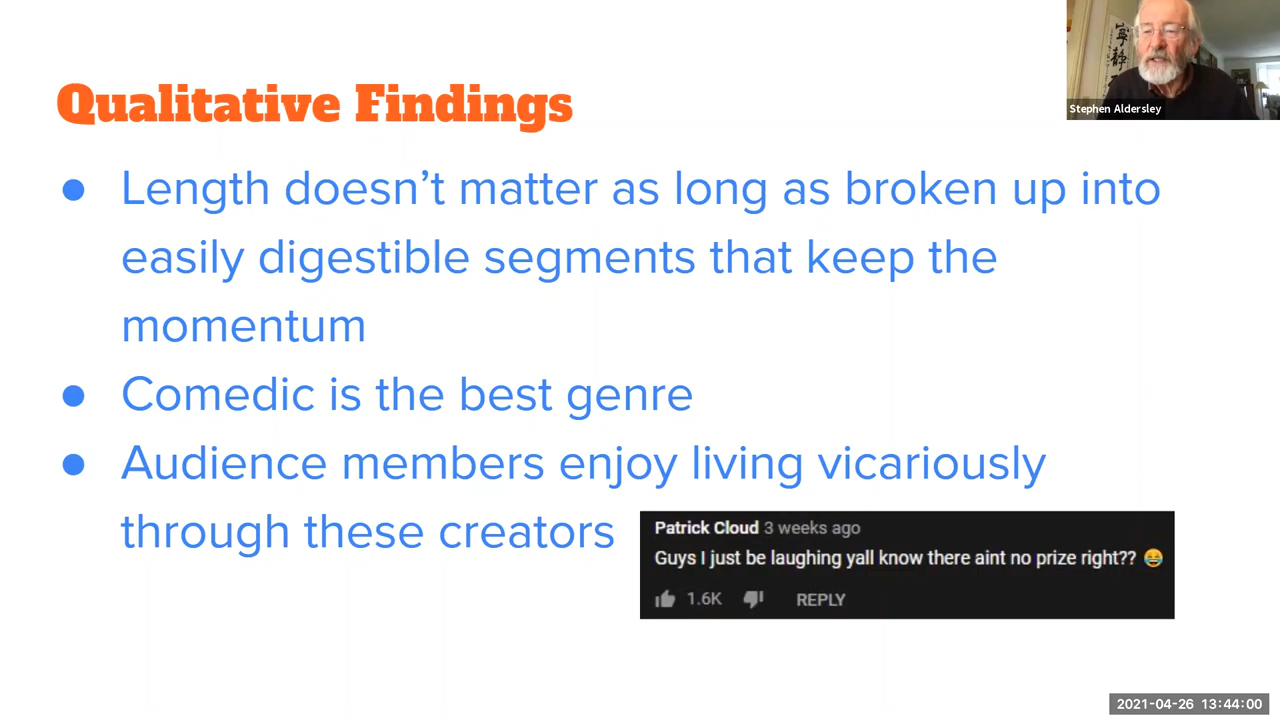 Qualitative Findings
● Length doesn’t matter as long as broken up into
easily digestible segments that keep the
momentum
● Comedic is the best genre
● Audience members enjoy living vicariously
through these creators
Patrick Cloud 3 weeks ago
Guys I just be laughing yall know there aint no prize right?? 😂
1.6K REPLY
寧
靜
Stephen Aldersley
2021-04-26 13:44:00